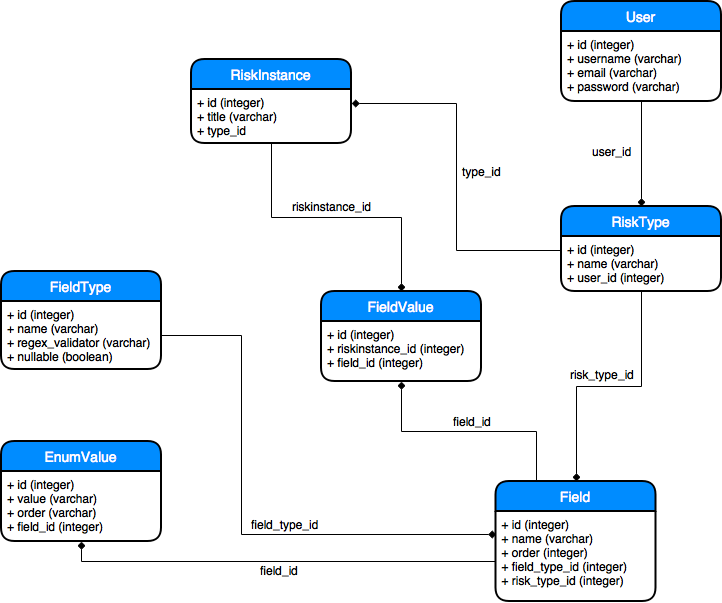 User
+ id (integer)
+ username (varchar)
+ email (varchar)
+ password (varchar)
RiskInstance
+ id (integer)
+ title (varchar)
+ type_id
user_id
type_id
riskinstance_id
RiskType
+ id (integer)
+ name (varchar)
+ user_id (integer)
FieldType
+ id (integer)
+ name (varchar)
+ regex_validator (varchar)
+ nullable (boolean)
FieldValue
+ id (integer)
+ riskinstance_id (integer)
+ field_id (integer)
risk_type_id
field_id
EnumValue
+ id (integer)
+ value (varchar)
+ order (varchar)
+ field_id (integer)
Field
+ id (integer)
+ name (varchar)
+ order (integer)
+ field_type_id (integer)
+ risk_type_id (integer)
field_type_id
field_id